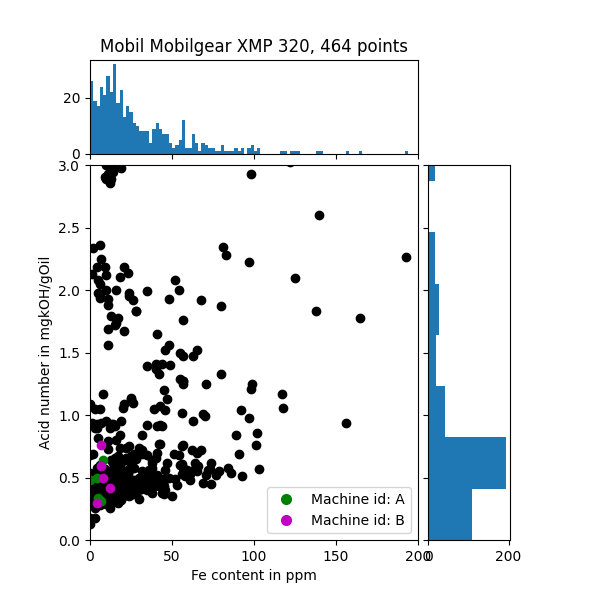 Mobil Mobilgear XMP 320, 464 points
20
0
3.0
2.5
2.0
1.5
1.0
0.5
0.0
Acid number in mgkOH/gOil
Machine id: A
Machine id: B
0 50 100 150 200
0 200
Fe content in ppm